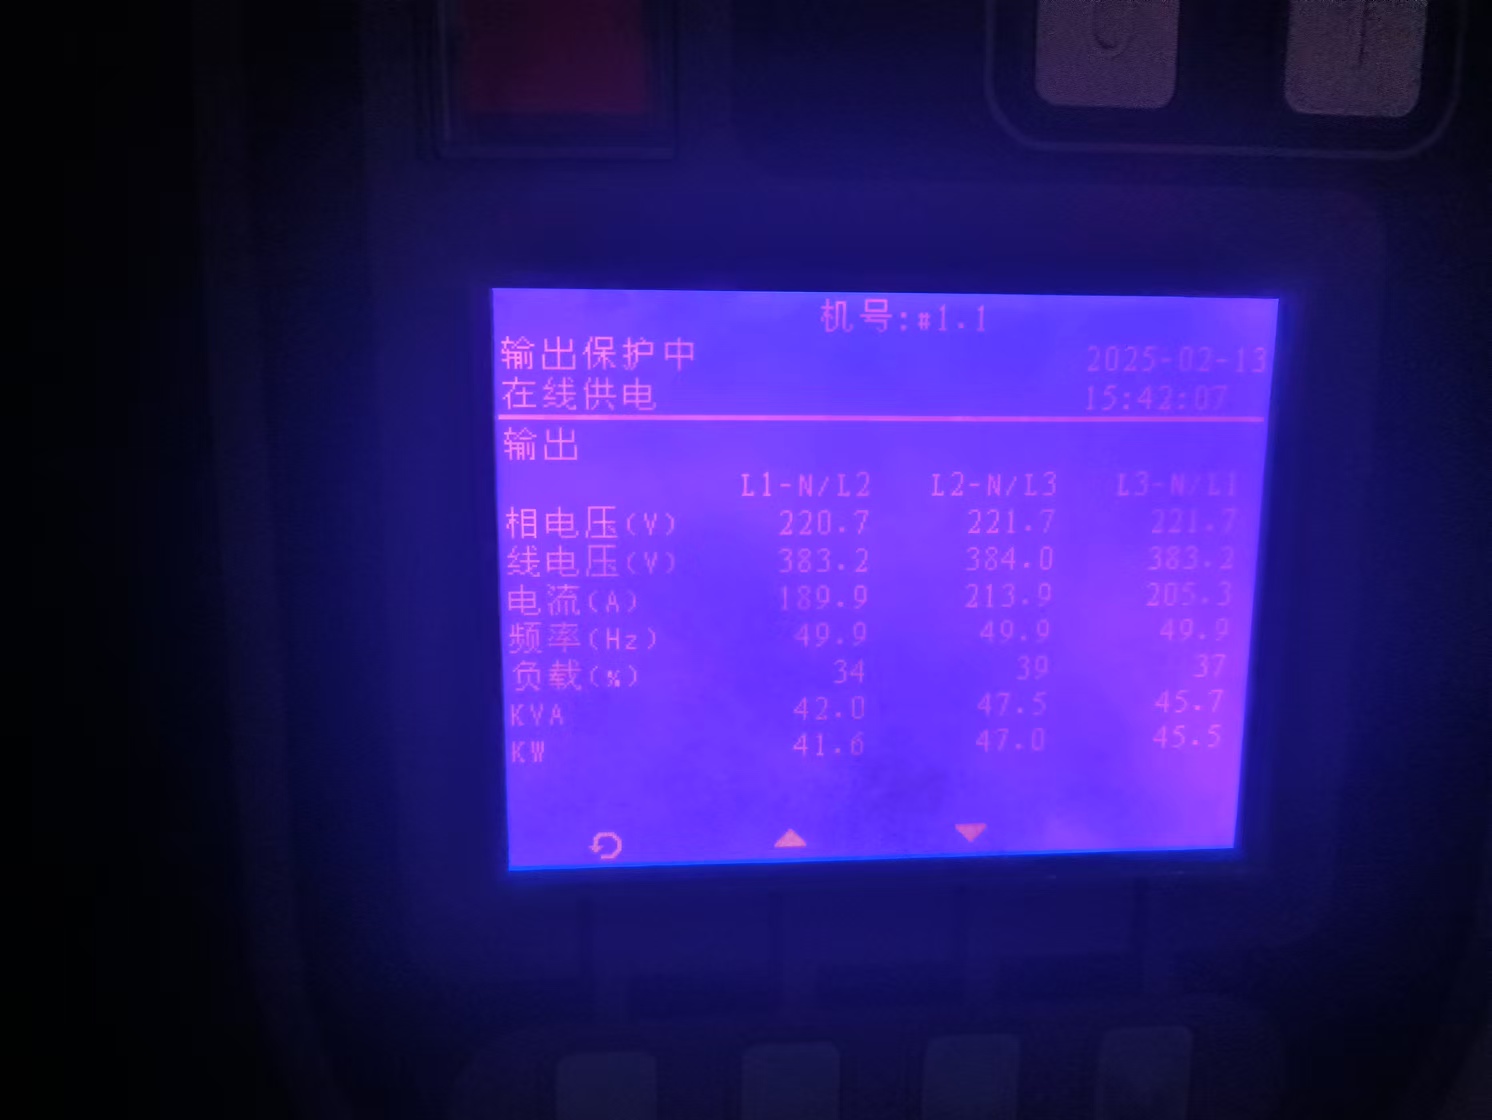 机号:#1.1
输出保护中 2025-02-13
在线供电 15:42:07
输出
L1-N/L2 L2-N/L3 L3-N/L1
相电压(V) 220.7 221.7 221.7
线电压(V) 383.2 384.0 383.2
电流(A) 189.9 213.9 205.3
频率(Hz) 49.9 49.9 49.9
负载(%) 34 39 37
KVA 42.0 47.5 45.7
KW 41.6 47.0 45.5